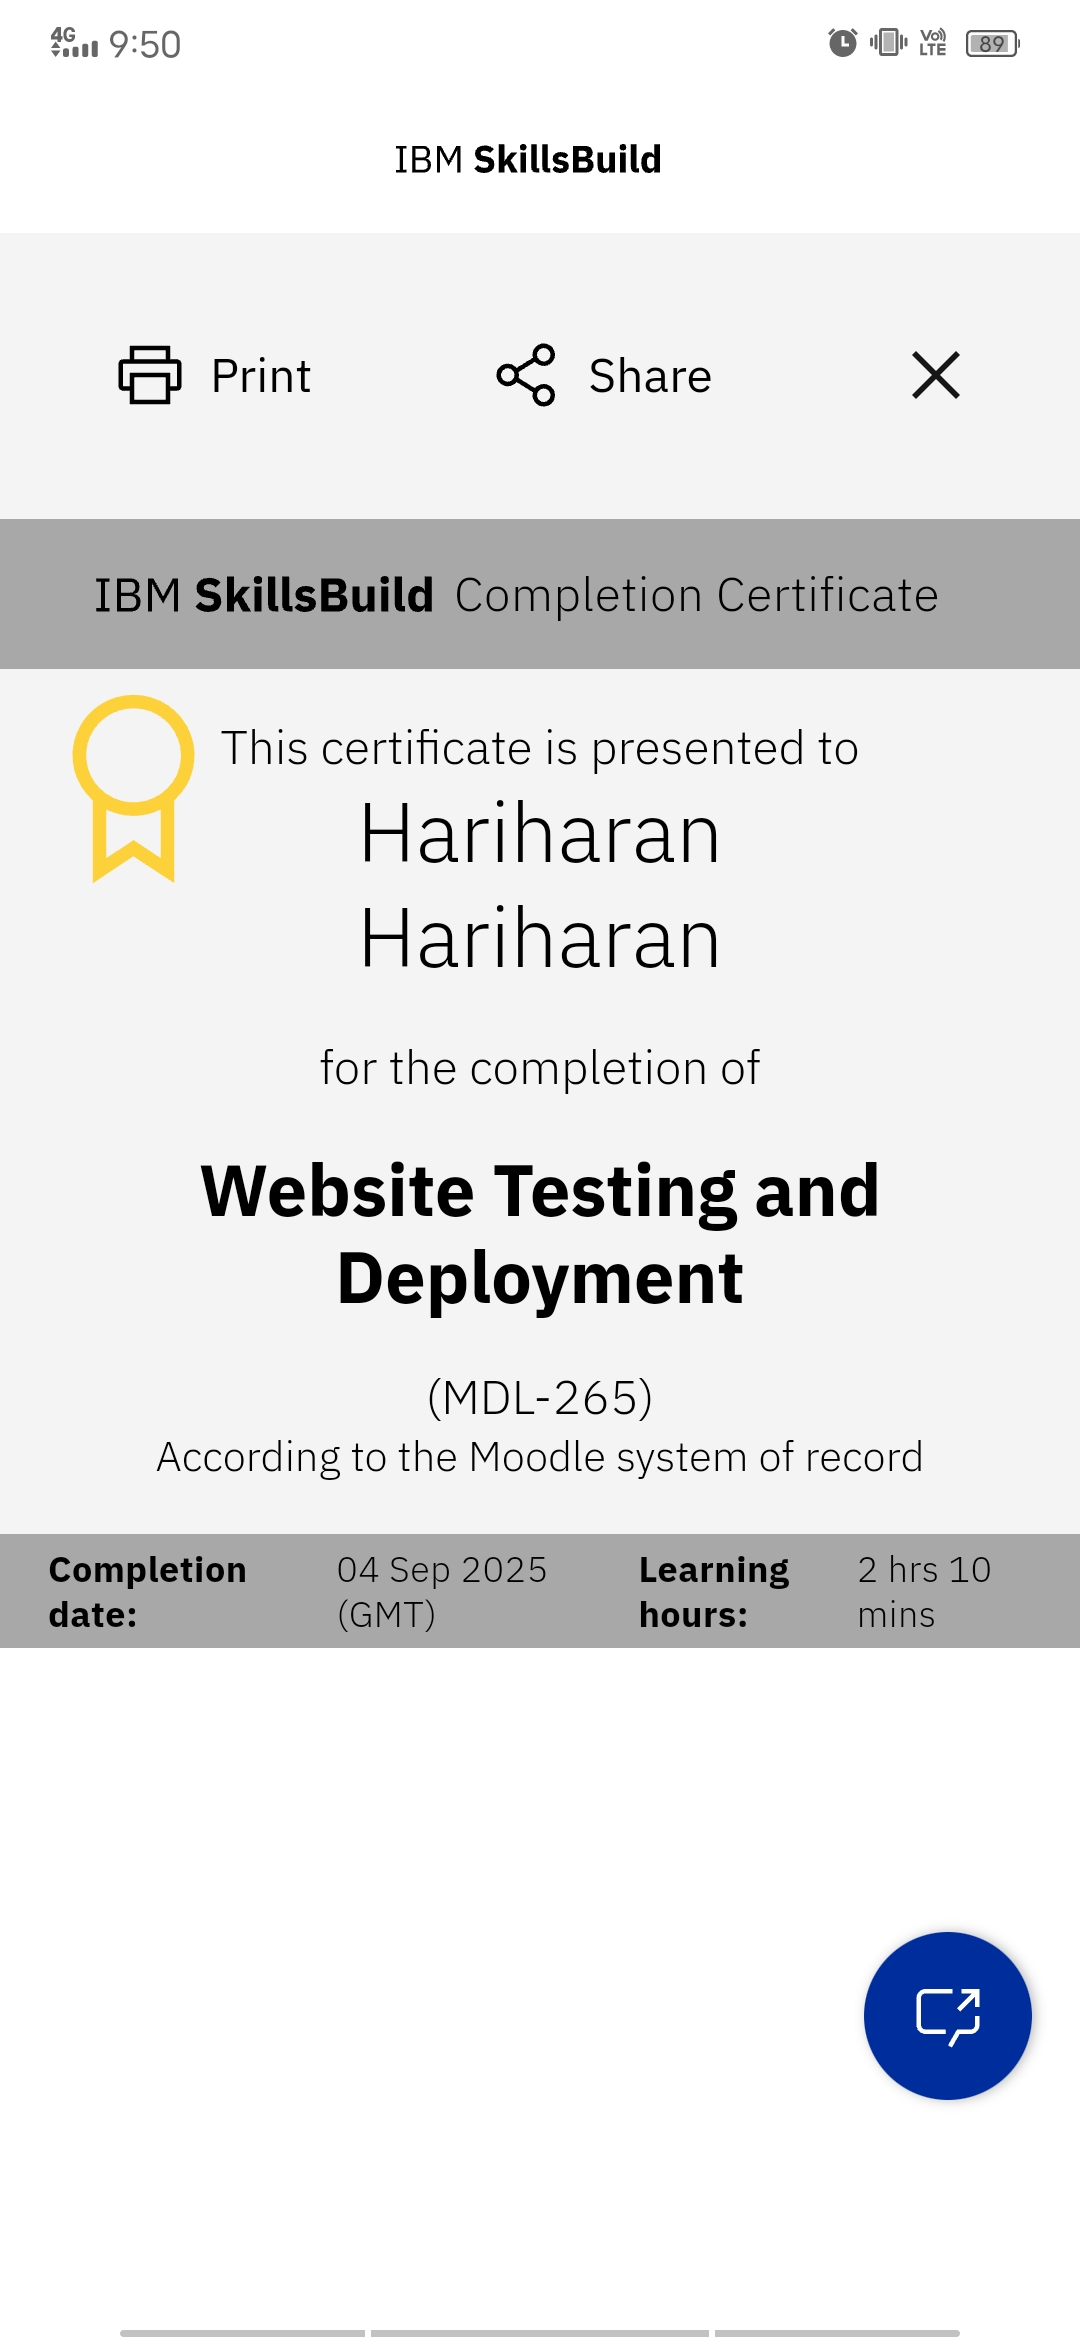 4G 9:50 Vo) LTE 89
IBM SkillsBuild
Print Share
IBM SkillsBuild Completion Certificate
This certificate is presented to
Hariharan
Hariharan
for the completion of
Website Testing and
Deployment
(MDL-265)
According to the Moodle system of record
Completion date: 04 Sep 2025 (GMT) Learning hours: 2 hrs 10 mins